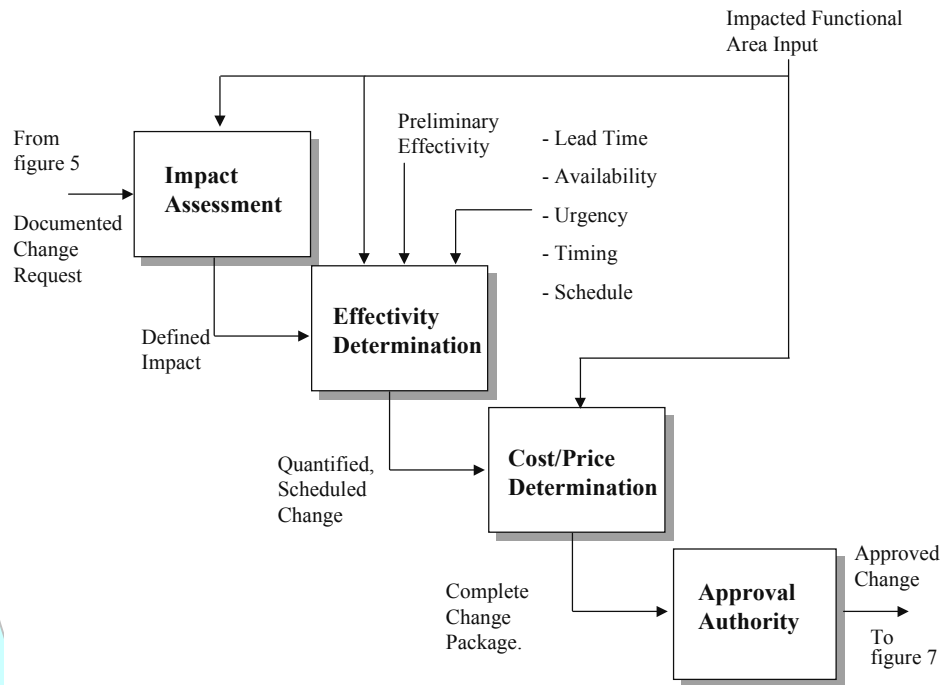 Impacted Functional
Area Input
From
figure 5
Documented
Change
Request
Impact
Assessment
Preliminary
Effectivity
- Lead Time
- Availability
- Urgency
- Timing
- Schedule
Defined
Impact
Effectivity
Determination
Quantified,
Scheduled
Change
Cost/Price
Determination
Complete
Change
Package.
Approval
Authority
Approved
Change
To
figure 7